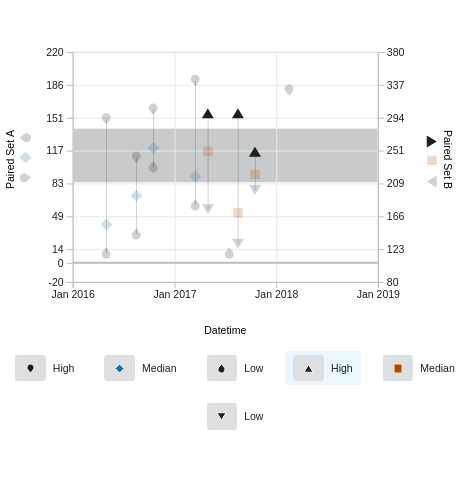 220
186
151
117
83
49
14
0
-20
380
337
294
251
209
166
123
80
Paired Set A
Paired Set B
Jan 2016 Jan 2017 Jan 2018 Jan 2019
Datetime
High Median Low High Median
Low